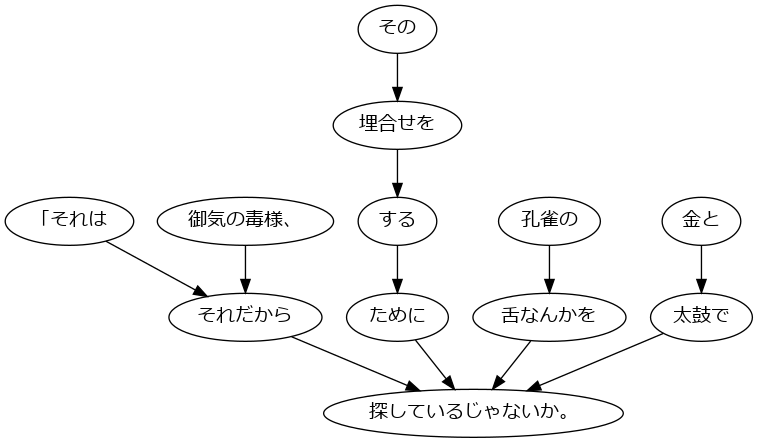 その
埋合せを
「それは
御気の毒様、
する
孔雀の
金と
それだから
ために
舌なんかを
太鼓で
探しているじゃないか。